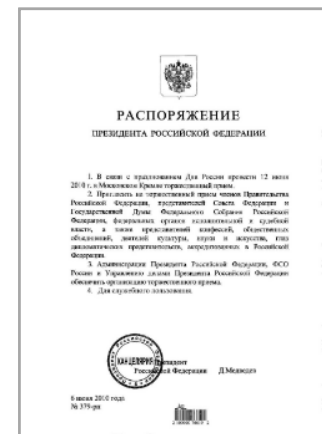 РАСПОРЯЖЕНИЕ
ПРЕЗИДЕНТА РОССИЙСКОЙ ФЕДЕРАЦИИ
1. В связи с празднованием Дня России провести 12 июня
2010 г. в Московском Кремле торжественный прием.
2. Пригласить на торжественный прием членов Правительства
Российской Федерации, представителей Совета Федерации и
Государственной Думы Федерального Собрания Российской
Федерации, федеральных органов исполнительной и судебной
власти, а также представителей конфессий, общественных
объединений, деятелей культуры, науки и искусства, глав
дипломатических представительств, аккредитованных в Российской
Федерации.
3. Администрации Президента Российской Федерации, ФСО
России и Управлению делами Президента Российской Федерации
обеспечить организацию торжественного приема.
4. Для служебного пользования.
КАНЦЕЛЯРИЯ
Президент
Российской Федерации Д.Медведев
6 июня 2010 года
№ 379-рп